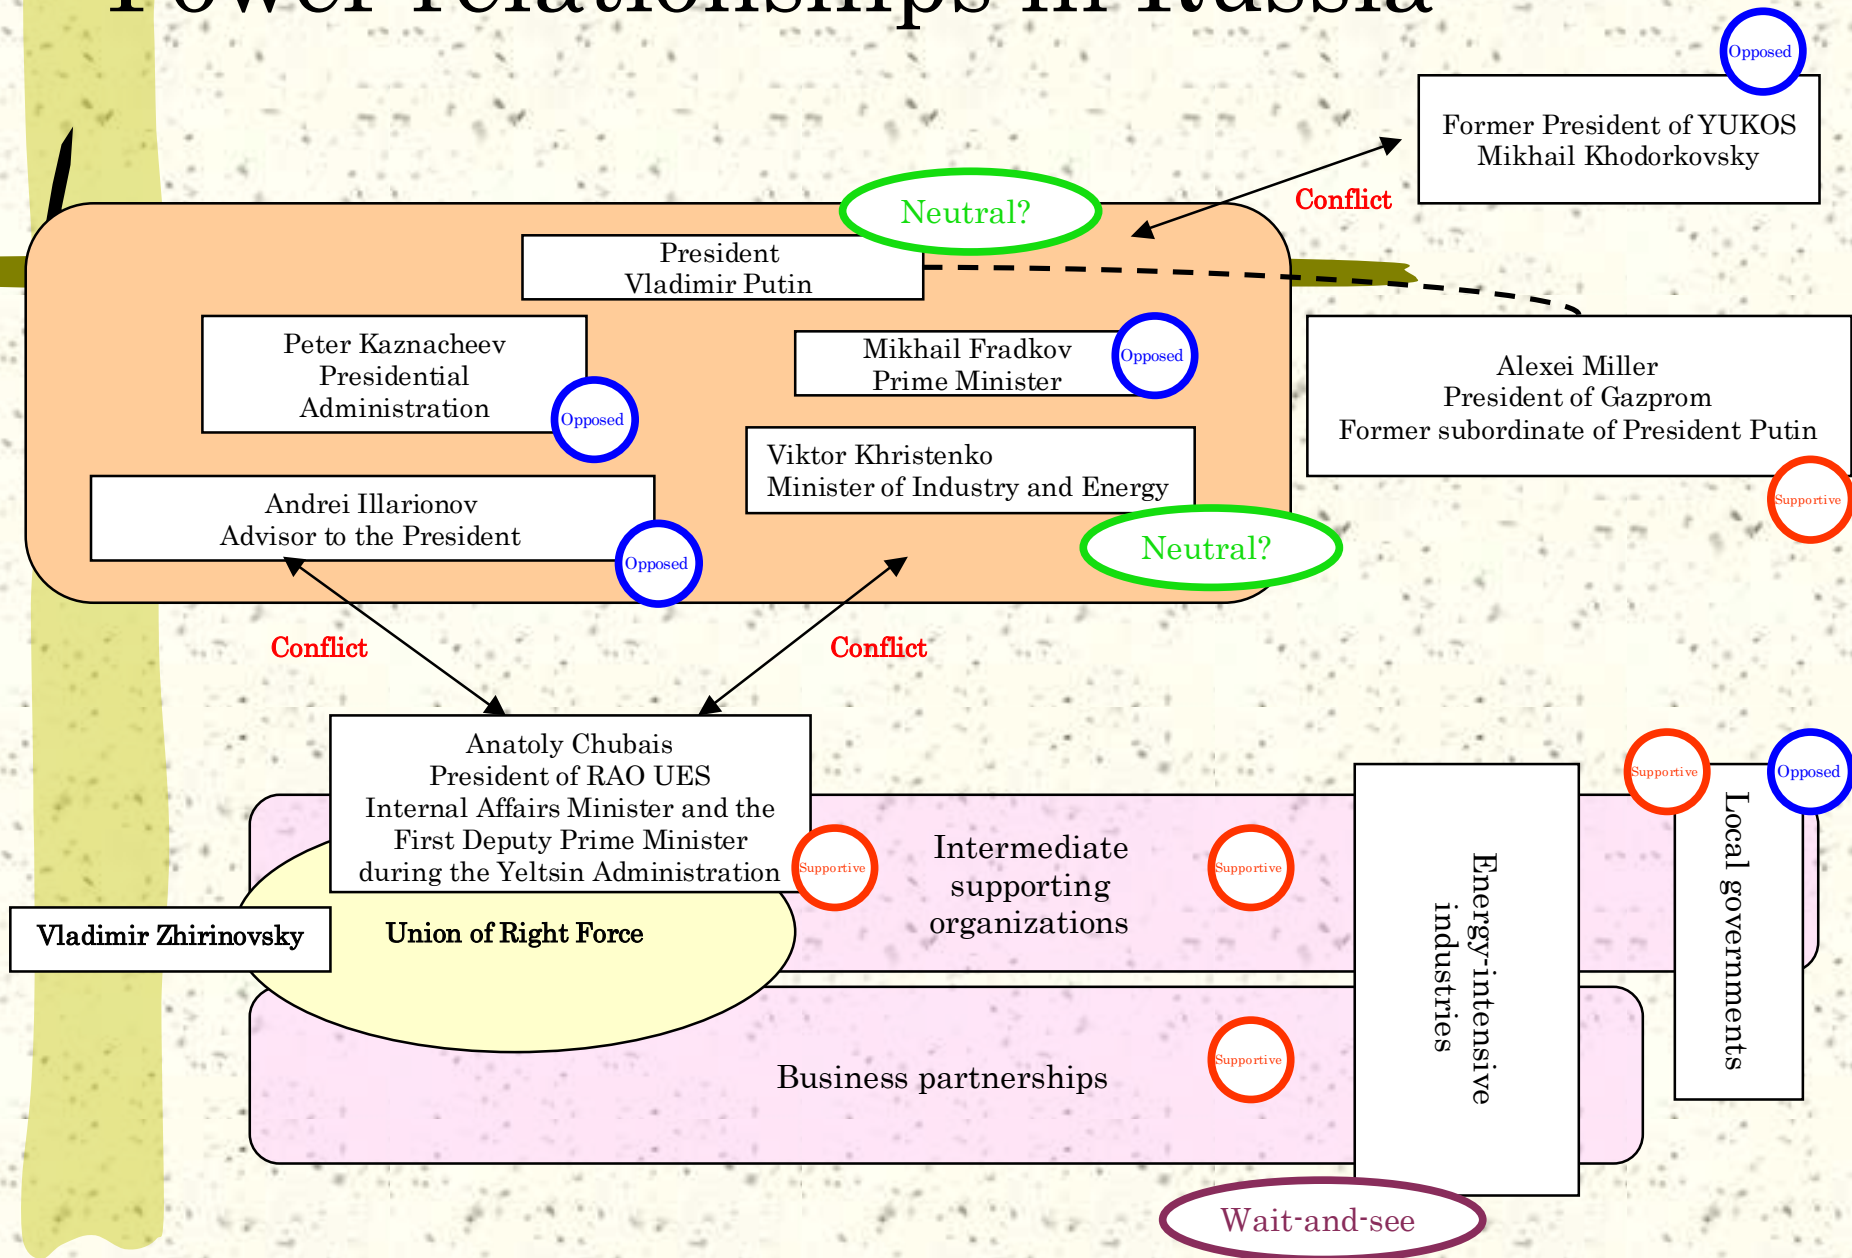 Power relationships in Russia
Opposed
Former President of YUKOS
Mikhail Khodorkovsky
Conflict
Neutral?
President
Vladimir Putin
Peter Kaznacheev
Presidential
Administration
Opposed
Mikhail Fradkov
Prime Minister
Opposed
Alexei Miller
President of Gazprom
Former subordinate of President Putin
Supportive
Viktor Khristenko
Minister of Industry and Energy
Neutral?
Andrei Illarionov
Advisor to the President
Opposed
Conflict
Conflict
Anatoly Chubais
President of RAO UES
Internal Affairs Minister and the
First Deputy Prime Minister
during the Yeltsin Administration
Supportive
Intermediate
supporting
organizations
Supportive
Energy-intensive
industries
Supportive
Opposed
Local governments
Vladimir Zhirinovsky
Union of Right Force
Business partnerships
Supportive
Wait-and-see